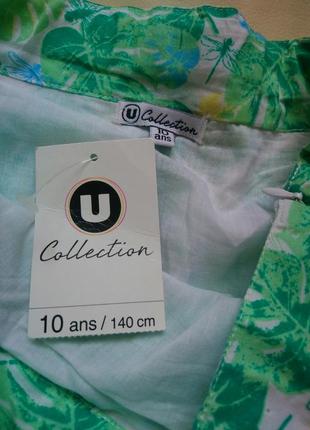 U Collection
10
ans
U
Collection
10 ans / 140 cm